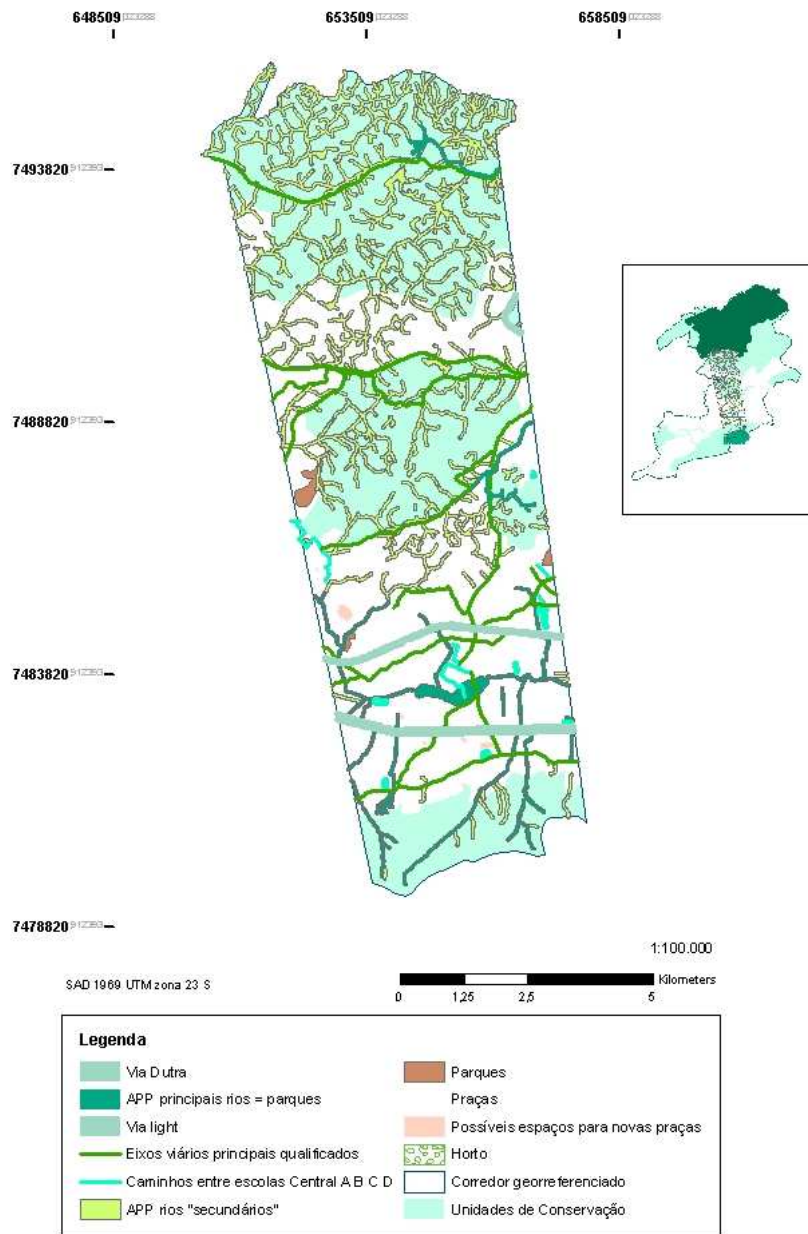 648509 653509 658509
7493820
7488820
7483820
7478820
1:100.000
SAD 1969 UTM zona 23 S
Kilometers
0 1,25 2,5 5
Legenda
Via Dutra
APP principais rios = parques
Via light
Eixos viários principais qualificados
Caminhos entre escolas Central A B C D
APP rios "secundários"
Parques
Praças
Possíveis espaços para novas praças
Horto
Corredor georreferenciado
Unidades de Conservação